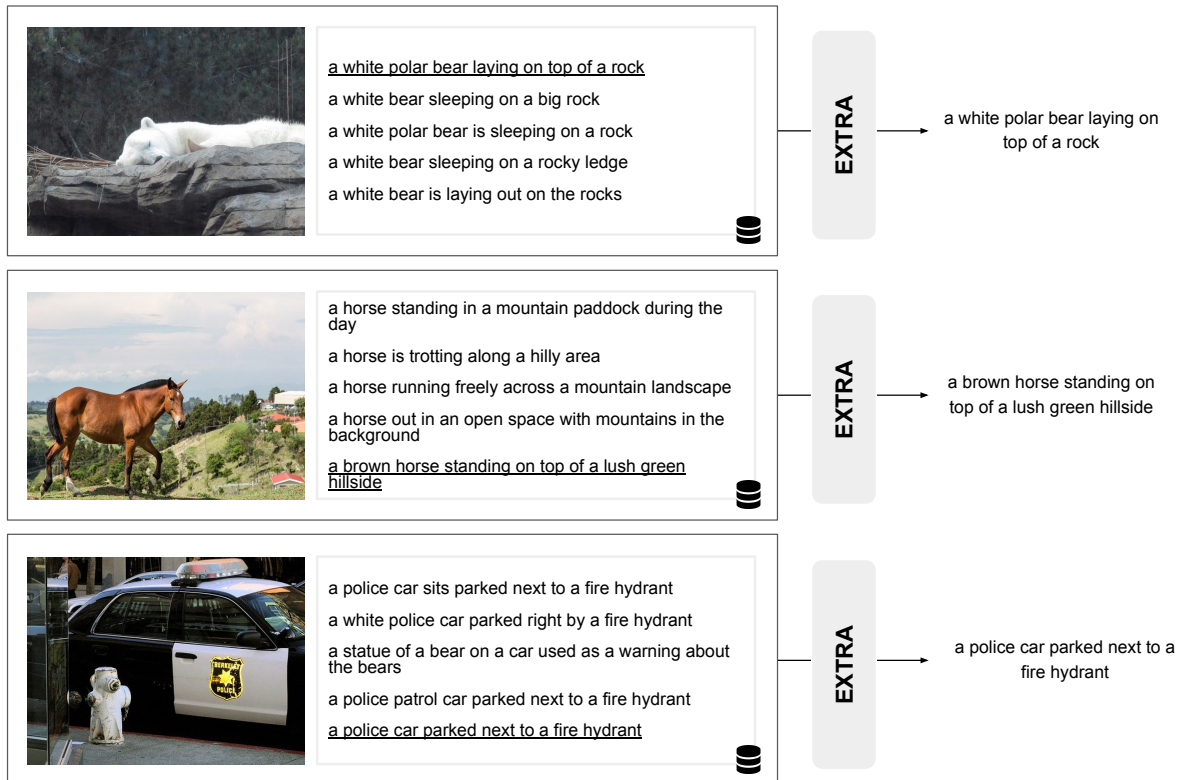 a white polar bear laying on top of a rock
a white bear sleeping on a big rock
a white polar bear is sleeping on a rock
a white bear sleeping on a rocky ledge
a white bear is laying out on the rocks
EXTRA
a white polar bear laying on
top of a rock
a horse standing in a mountain paddock during the
day
a horse is trotting along a hilly area
a horse running freely across a mountain landscape
a horse out in an open space with mountains in the
background
a brown horse standing on top of a lush green
hillside
EXTRA
a brown horse standing on
top of a lush green hillside
BERKELEY
POLICE
a police car sits parked next to a fire hydrant
a white police car parked right by a fire hydrant
a statue of a bear on a car used as a warning about
the bears
a police patrol car parked next to a fire hydrant
a police car parked next to a fire hydrant
EXTRA
a police car parked next to a
fire hydrant